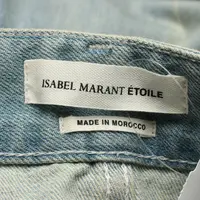 ISABEL MARANT ÉTOILE
MADE IN MOROCCO